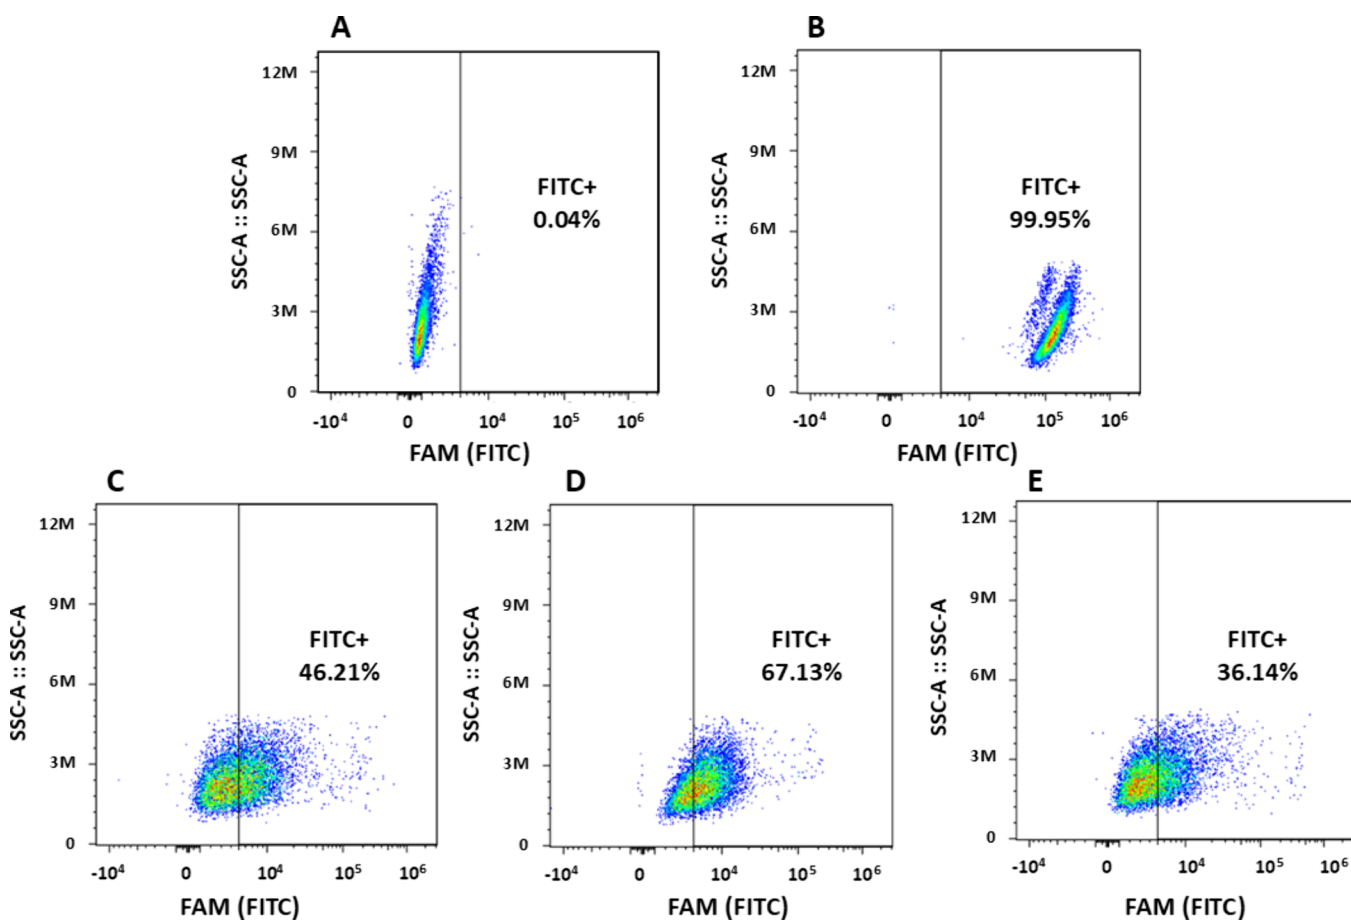 A
SSC-A :: SSC-A
12M
9M
6M
3M
0
FITC+
0.04%
-10⁴
0
10⁴
10⁵
10⁶
FAM (FITC)
B
SSC-A :: SSC-A
12M
9M
6M
3M
0
FITC+
99.95%
-10⁴
0
10⁴
10⁵
10⁶
FAM (FITC)
C
SSC-A :: SSC-A
12M
9M
6M
3M
0
FITC+
46.21%
-10⁴
0
10⁴
10⁵
10⁶
FAM (FITC)
D
SSC-A :: SSC-A
12M
9M
6M
3M
0
FITC+
67.13%
-10⁴
0
10⁴
10⁵
10⁶
FAM (FITC)
E
SSC-A :: SSC-A
12M
9M
6M
3M
0
FITC+
36.14%
-10⁴
0
10⁴
10⁵
10⁶
FAM (FITC)